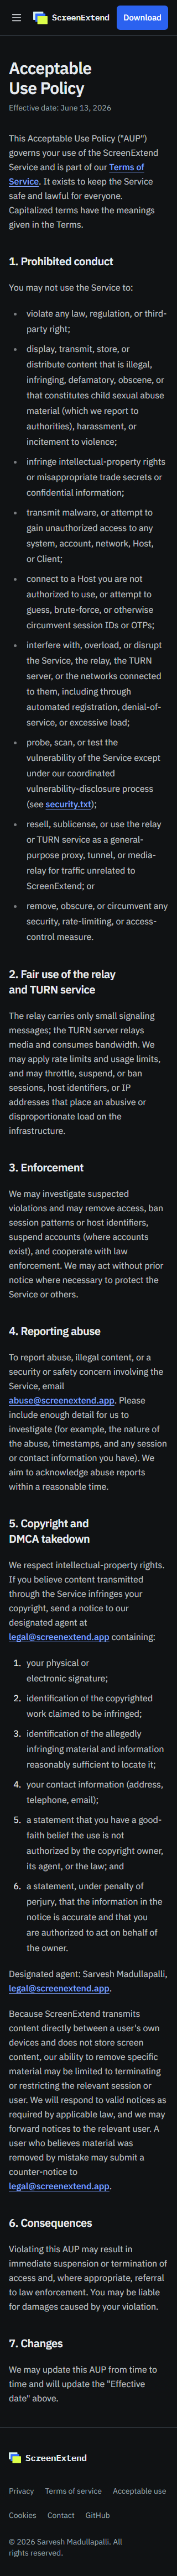 ScreenExtend
Download
Acceptable
Use Policy
Effective date: June 13, 2026
This Acceptable Use Policy ("AUP")
governs your use of the ScreenExtend
Service and is part of our Terms of
Service. It exists to keep the Service
safe and lawful for everyone.
Capitalized terms have the meanings
given in the Terms.
1. Prohibited conduct
You may not use the Service to:
violate any law, regulation, or third-
party right;
display, transmit, store, or
distribute content that is illegal,
infringing, defamatory, obscene, or
that constitutes child sexual abuse
material (which we report to
authorities), harassment, or
incitement to violence;
infringe intellectual-property rights
or misappropriate trade secrets or
confidential information;
transmit malware, or attempt to
gain unauthorized access to any
system, account, network, Host,
or Client;
connect to a Host you are not
authorized to use, or attempt to
guess, brute-force, or otherwise
circumvent session IDs or OTPs;
interfere with, overload, or disrupt
the Service, the relay, the TURN
server, or the networks connected
to them, including through
automated registration, denial-of-
service, or excessive load;
probe, scan, or test the
vulnerability of the Service except
under our coordinated
vulnerability-disclosure process
(see security.txt);
resell, sublicense, or use the relay
or TURN service as a general-
purpose proxy, tunnel, or media-
relay for traffic unrelated to
ScreenExtend; or
remove, obscure, or circumvent any
security, rate-limiting, or access-
control measure.
2. Fair use of the relay
and TURN service
The relay carries only small signaling
messages; the TURN server relays
media and consumes bandwidth. We
may apply rate limits and usage limits,
and may throttle, suspend, or ban
sessions, host identifiers, or IP
addresses that place an abusive or
disproportionate load on the
infrastructure.
3. Enforcement
We may investigate suspected
violations and may remove access, ban
session patterns or host identifiers,
suspend accounts (where accounts
exist), and cooperate with law
enforcement. We may act without prior
notice where necessary to protect the
Service or others.
4. Reporting abuse
To report abuse, illegal content, or a
security or safety concern involving the
Service, email
abuse@screenextend.app. Please
include enough detail for us to
investigate (for example, the nature of
the abuse, timestamps, and any session
or contact information you have). We
aim to acknowledge abuse reports
within a reasonable time.
5. Copyright and
DMCA takedown
We respect intellectual-property rights.
If you believe content transmitted
through the Service infringes your
copyright, send a notice to our
designated agent at
legal@screenextend.app containing:
1. your physical or
electronic signature;
2. identification of the copyrighted
work claimed to be infringed;
3. identification of the allegedly
infringing material and information
reasonably sufficient to locate it;
4. your contact information (address,
telephone, email);
5. a statement that you have a good-
faith belief the use is not
authorized by the copyright owner,
its agent, or the law; and
6. a statement, under penalty of
perjury, that the information in the
notice is accurate and that you
are authorized to act on behalf of
the owner.
Designated agent: Sarvesh Madullapalli,
legal@screenextend.app.
Because ScreenExtend transmits
content directly between a user's own
devices and does not store screen
content, our ability to remove specific
material may be limited to terminating
or restricting the relevant session or
user. We will respond to valid notices as
required by applicable law, and we may
forward notices to the relevant user. A
user who believes material was
removed by mistake may submit a
counter-notice to
legal@screenextend.app.
6. Consequences
Violating this AUP may result in
immediate suspension or termination of
access and, where appropriate, referral
to law enforcement. You may be liable
for damages caused by your violation.
7. Changes
We may update this AUP from time to
time and will update the "Effective
date" above.
ScreenExtend
Privacy Terms of service Acceptable use
Cookies Contact GitHub
© 2026 Sarvesh Madullapalli. All
rights reserved.